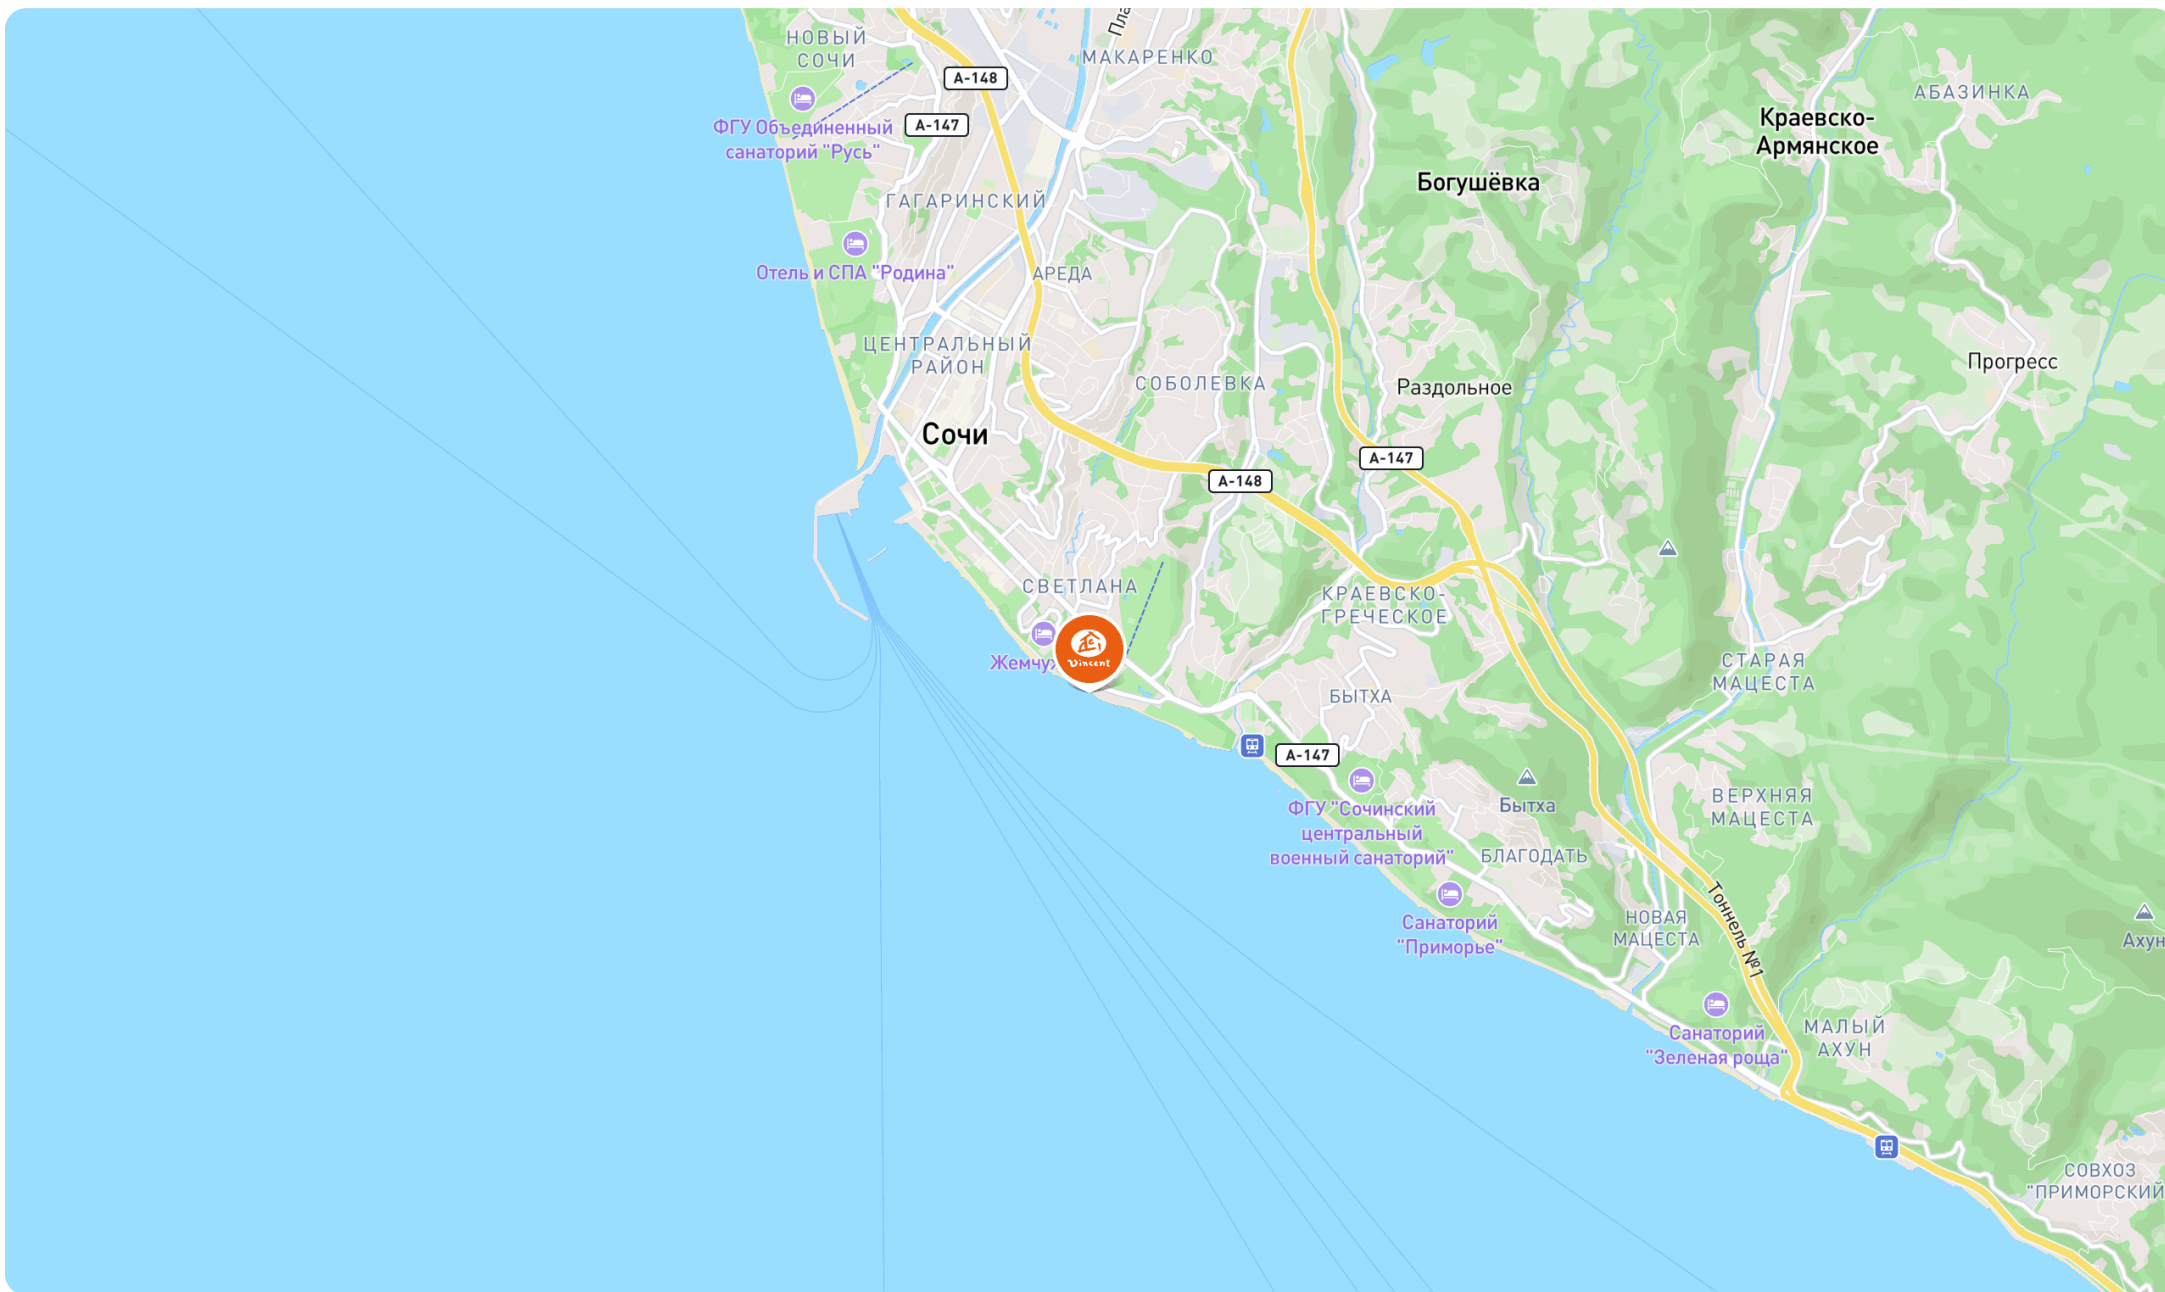 НОВЫЙ
СОЧИ
Пла
МАКАРЕНКО
А-148
А-147
ФГУ Объединенный
санаторий "Русь"
АБАЗИНКА
Краевско-
Армянское
Богушёвка
ГАГАРИНСКИЙ
Отель и СПА "Родина"
АРЕДА
ЦЕНТРАЛЬНЫЙ
РАЙОН
СОБОЛЕВКА
Раздольное
Прогресс
Сочи
А-147
А-148
СВЕТЛАНА
КРАЕВСКО-
ГРЕЧЕСКОЕ
Vincent
Жемчу
СТАРАЯ
МАЦЕСТА
БЫТХА
А-147
ФГУ "Сочинский
центральный
военный санаторий"
Бытха
ВЕРХНЯЯ
МАЦЕСТА
БЛАГОДАТЬ
Тоннель №1
Санаторий
"Приморье"
НОВАЯ
МАЦЕСТА
Ахун
Санаторий
"Зеленая роща"
МАЛЫЙ
АХУН
СОВХОЗ
"ПРИМОРСКИЙ